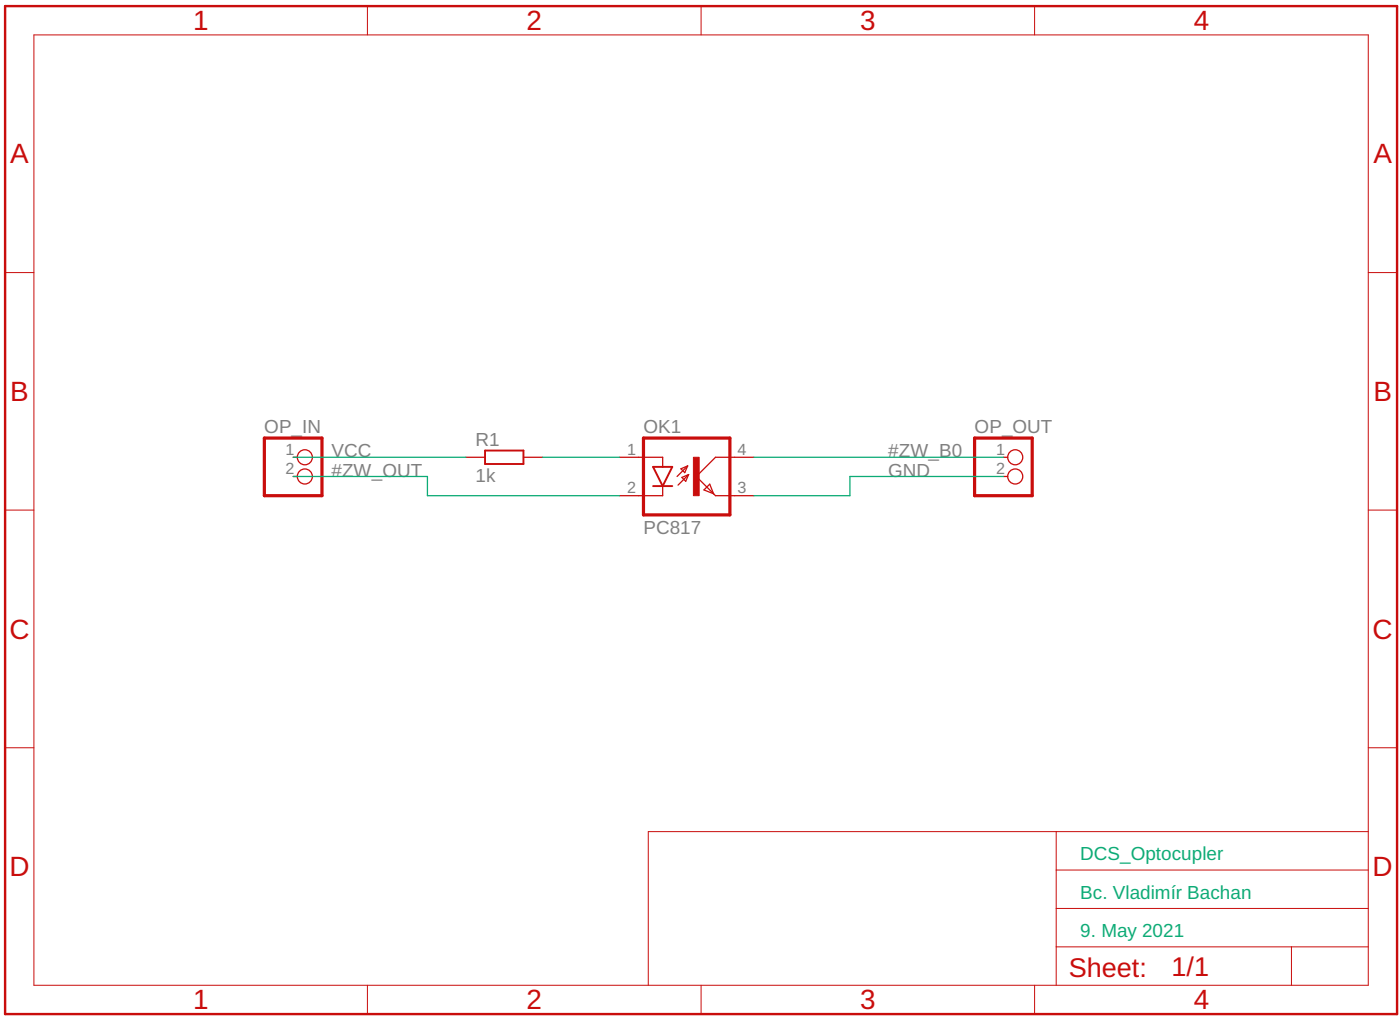 1 2 3 4
A A
B B
OP_IN
1 VCC
2 #ZW_OUT
R1
1k
OK1
1 4
2 3
PC817
OP_OUT
#ZW_B0 1
GND 2
C C
D D
DCS_Optocupler
Bc. Vladimír Bachan
9. May 2021
Sheet: 1/1
1 2 3 4